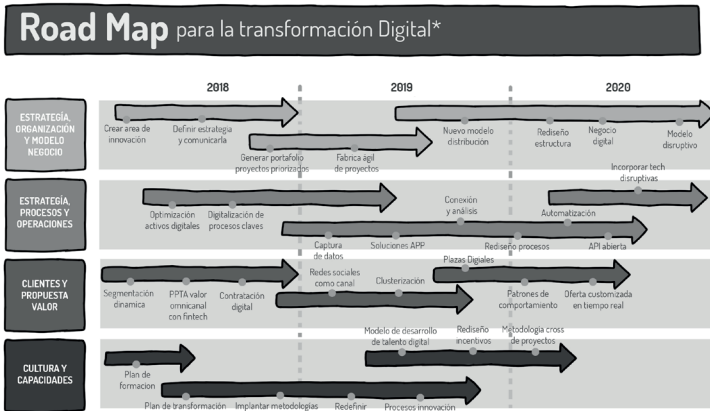 Road Map para la transformación Digital*
2018
2019
2020
ESTRATEGÍA,
ORGANIZACIÓN
Y MODELO
NEGOCIO
Crear area de
innovación
Definir estrategia
y comunicarla
Generar portafolio
proyectos priorizados
Fabrica ágil
de proyectos
Nuevo modelo
distribución
Rediseño
estructura
Negocio
digital
Modelo
disruptivo
ESTRATEGÍA,
PROCESOS Y
OPERACIONES
Optimización
activos digitales
Digitalización de
procesos claves
Captura
de datos
Soluciones APP
Conexión
y análisis
Rediseño procesos
Automatización
API abierta
Incorporar tech
disruptivas
CLIENTES Y
PROPUESTA
VALOR
Segmentación
dinamica
PPTA valor
omnicanal
con fintech
Contratación
digital
Redes sociales
como canal
Clusterización
Plazas Digiales
Patrones de
comportamiento
Oferta customizada
en tiempo real
CULTURA Y
CAPACIDADES
Plan de
formacion
Plan de transformación
Implantar metodologías
Redefinir
Procesos innovación
Modelo de desarrollo
de talento digital
Rediseño
incentivos
Metodología cross
de proyectos